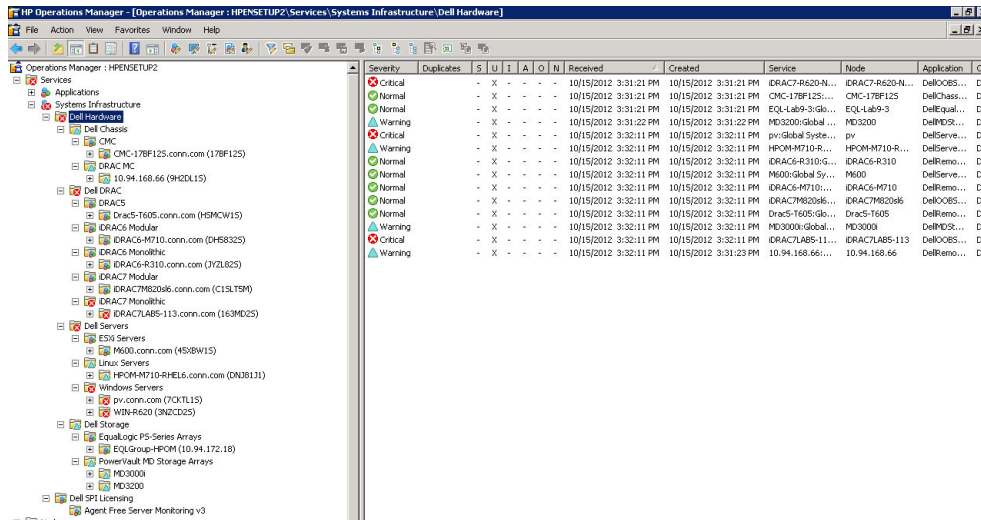 HP Operations Manager - [Operations Manager : HPENSETUP2\Services\Systems Infrastructure\Dell Hardware]
File Action View Favorites Window Help
Operations Manager : HPENSETUP2
Services
Applications
Systems Infrastructure
Dell Hardware
Dell Chassis
CMC
CMC-17BF12S.conn.com (17BF12S)
DRAC MC
10.94.168.66 (9H2DL1S)
Dell DRAC
DRAC5
Drac5-T605.conn.com (H5MCW1S)
iDRAC6 Modular
iDRAC6-M710.conn.com (DH5832S)
iDRAC6 Monolithic
iDRAC6-R310.conn.com (JYZL82S)
iDRAC7 Modular
iDRAC7M820sl6.conn.com (C1SLT5M)
iDRAC7 Monolithic
iDRAC7LAB5-113.conn.com (163MD2S)
Dell Servers
ESXi Servers
M600.conn.com (45XBW1S)
Linux Servers
HPOM-M710-RHEL6.conn.com (DNJ81J1)
Windows Servers
pv.conn.com (7CKTL1S)
WIN-R620 (3NZCD2S)
Dell Storage
EqualLogic PS-Series Arrays
EQLGroup-HPOM (10.94.172.18)
PowerVault MD Storage Arrays
MD3000i
MD3200
Dell SPI Licensing
Agent Free Server Monitoring v3
Severity Duplicates S U I A O N Received Created Service Node Application
Critical - X - - - - 10/15/2012 3:31:21 PM 10/15/2012 3:31:21 PM iDRAC7-R620-N... iDRAC7-R620-N... DellOOBS...
Normal - X - - - - 10/15/2012 3:31:21 PM 10/15/2012 3:31:21 PM CMC-17BF12S:... CMC-17BF12S DellChass...
Normal - X - - - - 10/15/2012 3:31:21 PM 10/15/2012 3:31:21 PM EQL-Lab9-3:Glo... EQL-Lab9-3 DellEqual...
Warning - X - - - - 10/15/2012 3:31:22 PM 10/15/2012 3:31:22 PM MD3200:Global ... MD3200 DellMDSt...
Critical - X - - - - 10/15/2012 3:32:11 PM 10/15/2012 3:32:11 PM pv:Global Syste... pv DellServe...
Warning - X - - - - 10/15/2012 3:32:11 PM 10/15/2012 3:32:11 PM HPOM-M710-R... HPOM-M710-R... DellServe...
Normal - X - - - - 10/15/2012 3:32:11 PM 10/15/2012 3:32:11 PM iDRAC6-R310:G... iDRAC6-R310 DellRemo...
Normal - X - - - - 10/15/2012 3:32:11 PM 10/15/2012 3:32:11 PM M600:Global Sy... M600 DellServe...
Normal - X - - - - 10/15/2012 3:32:11 PM 10/15/2012 3:32:11 PM iDRAC6-M710:... iDRAC6-M710 DellRemo...
Normal - X - - - - 10/15/2012 3:32:11 PM 10/15/2012 3:32:11 PM iDRAC7M820sl6... iDRAC7M820sl6 DellOOBS...
Normal - X - - - - 10/15/2012 3:32:11 PM 10/15/2012 3:32:11 PM Drac5-T605:Glo... Drac5-T605 DellRemo...
Warning - X - - - - 10/15/2012 3:32:11 PM 10/15/2012 3:32:11 PM MD3000i:Global... MD3000i DellMDSt...
Critical - X - - - - 10/15/2012 3:32:11 PM 10/15/2012 3:32:11 PM iDRAC7LAB5-11... iDRAC7LAB5-113 DellOOBS...
Warning - X - - - - 10/15/2012 3:32:11 PM 10/15/2012 3:31:23 PM 10.94.168.66:... 10.94.168.66 DellRemo...